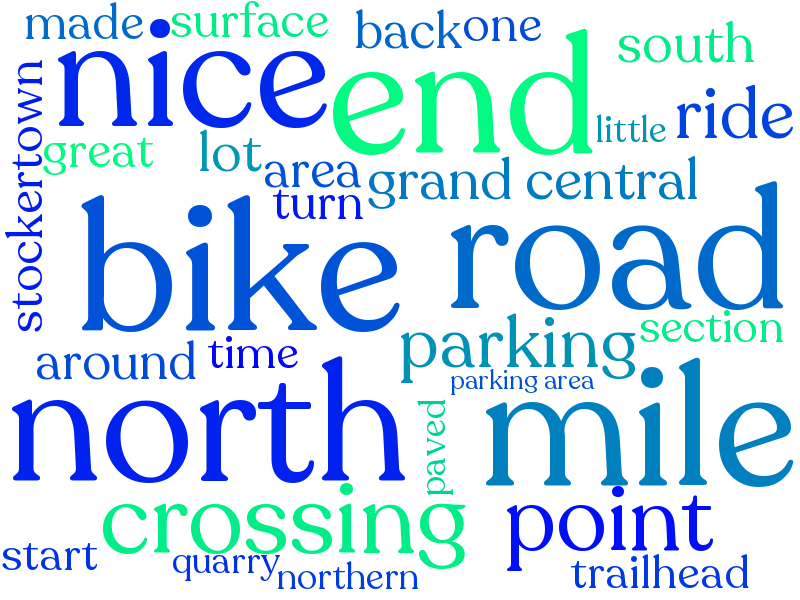 made
surface
back
one
south
nice
end
little
ride
stockertown
great
lot
area
grand central
turn
bike
road
parking
section
around
time
parking area
north
paved
mile
crossing
point
start
quarry
northern
trailhead